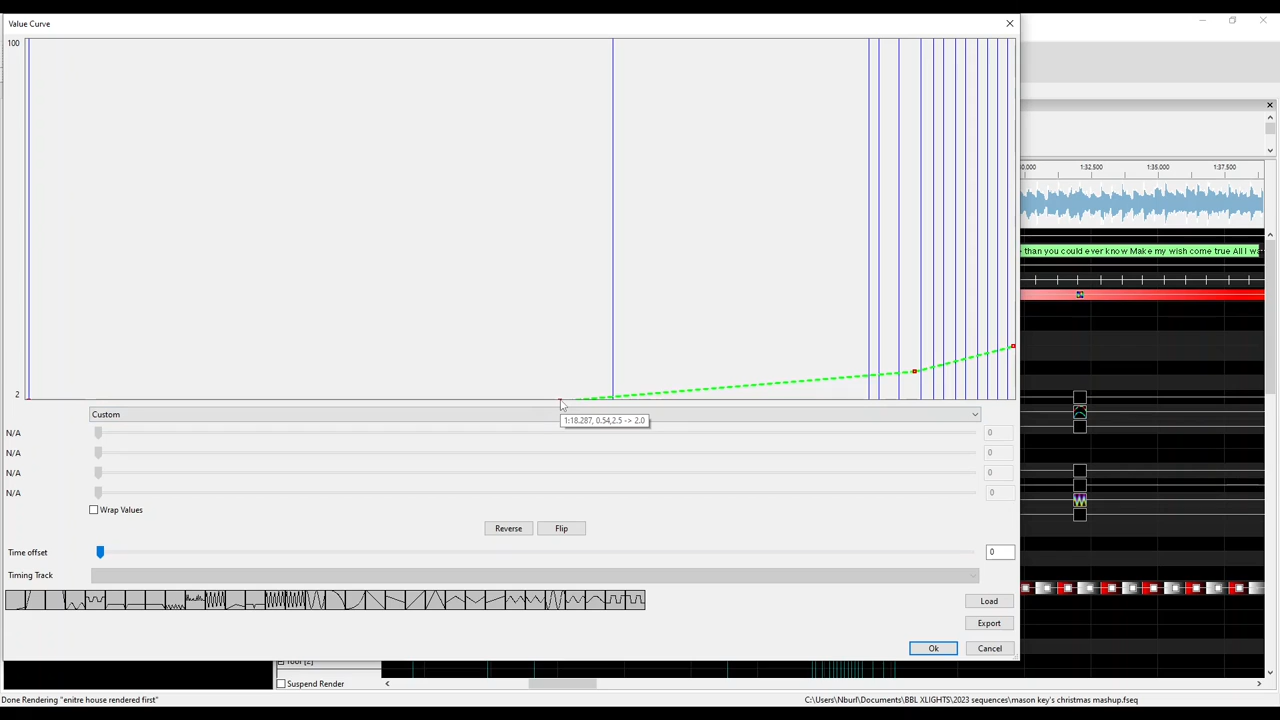 Value Curve
100
2
1:32.500 1:35.000 1:37.500
than you could ever know Make my wish come true All I
1:18.287, 0.54,2.5 -> 2.0
Custom
N/A 0
N/A 0
N/A 0
N/A 0
Wrap Values
Reverse Flip
Time offset 0
Timing Track
Load
Export
Ok Cancel
Suspend Render
Done Rendering "enitre house rendered first" C:\Users\Nburl\Documents\BBL XLIGHTS\2023 sequences\mason key's christmas mashup.fseq